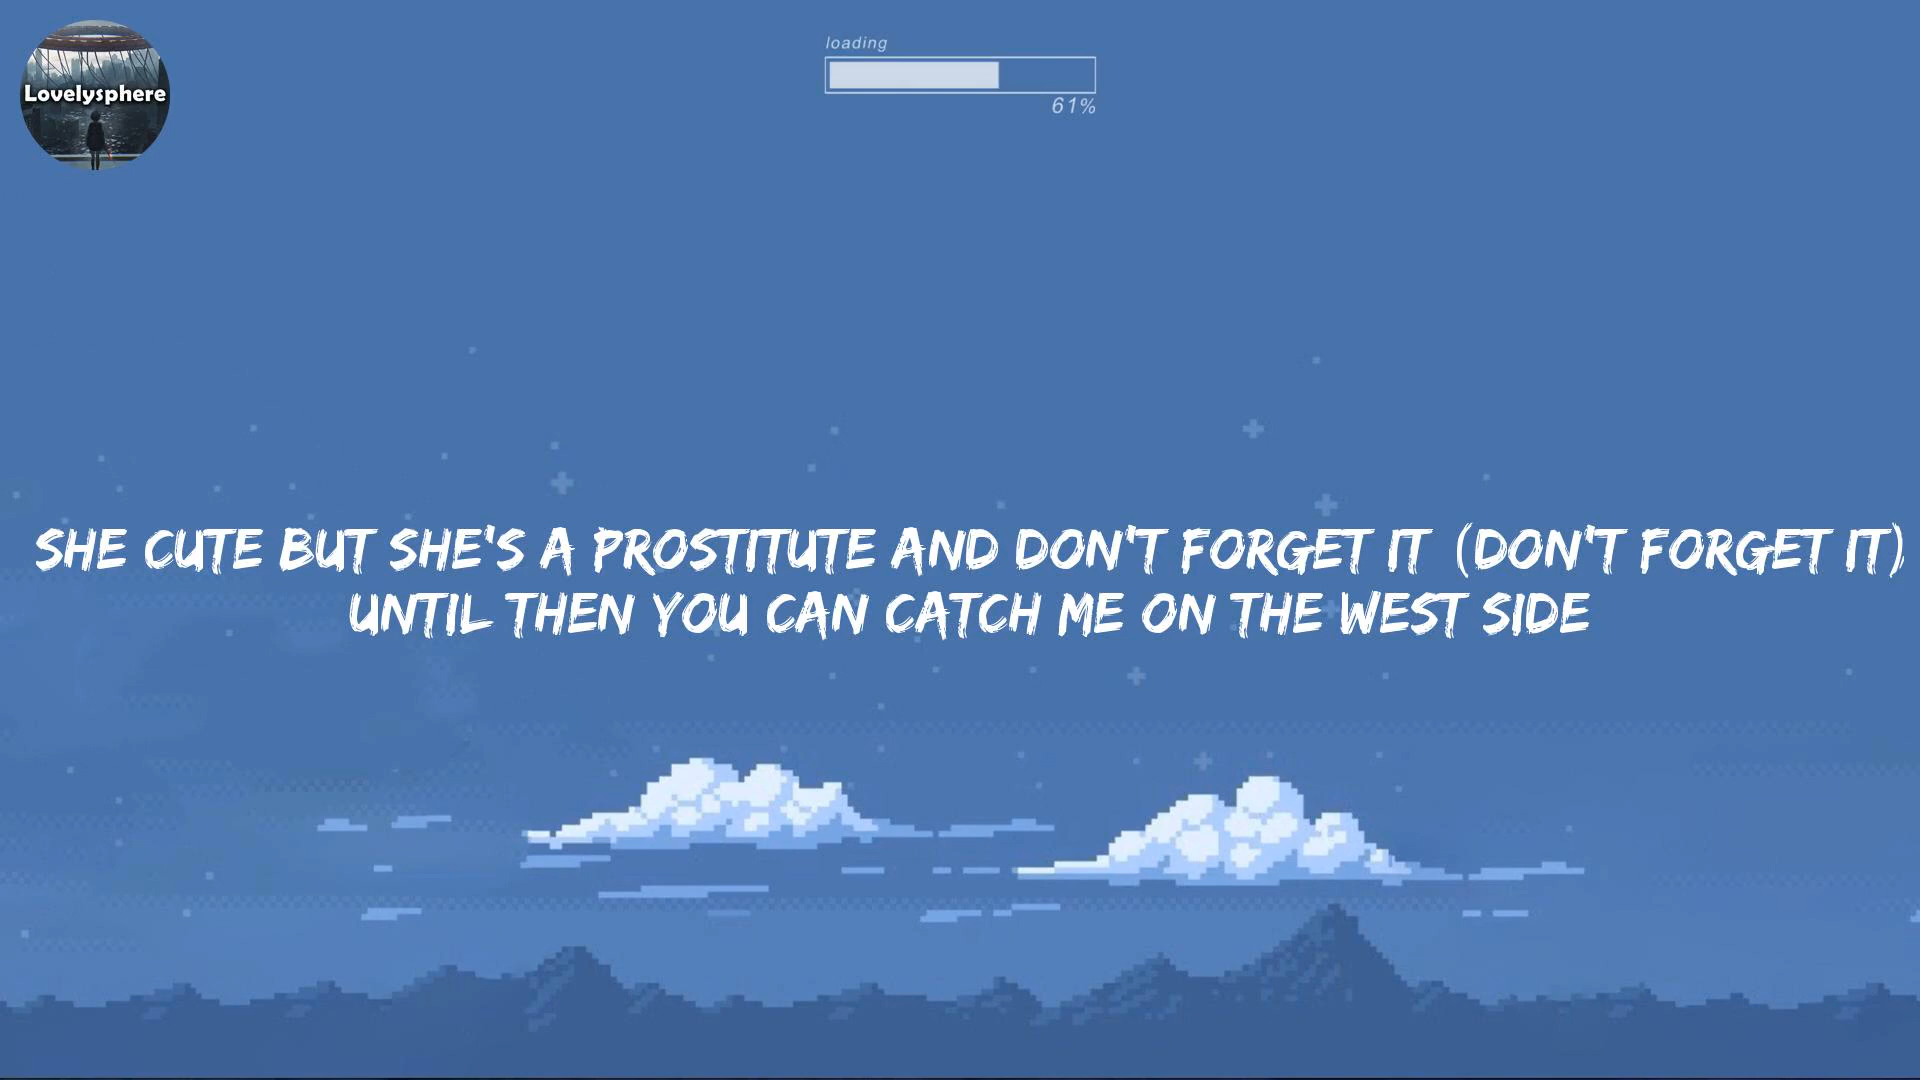 Lovelysphere
loading
61%
SHE CUTE BUT SHE'S A PROSTITUTE AND DON'T FORGET IT (DON'T FORGET IT)
UNTIL THEN YOU CAN CATCH ME ON THE WEST SIDE